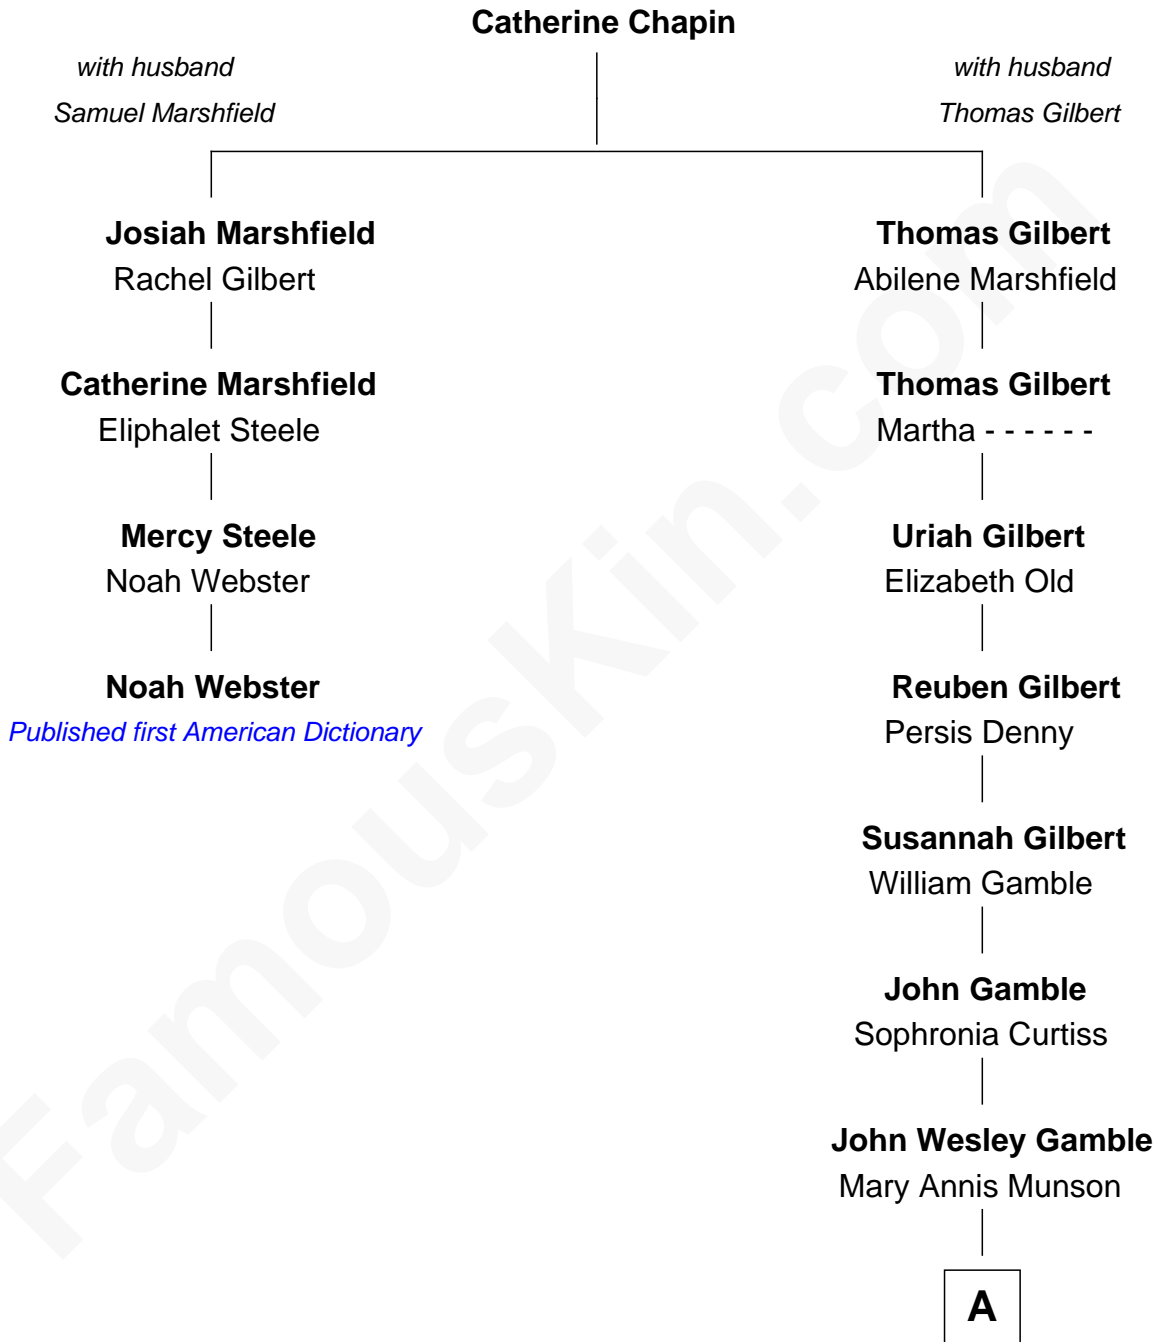 Catherine Chapin
with husband
Samuel Marshfield
with husband
Thomas Gilbert
Josiah Marshfield
Rachel Gilbert
Thomas Gilbert
Abilene Marshfield
Catherine Marshfield
Eliphalet Steele
Thomas Gilbert
Martha - - - - - -
Mercy Steele
Noah Webster
Uriah Gilbert
Elizabeth Old
Noah Webster
Published first American Dictionary
Reuben Gilbert
Persis Denny
Susannah Gilbert
William Gamble
John Gamble
Sophronia Curtiss
John Wesley Gamble
Mary Annis Munson
A
FamousKin.com